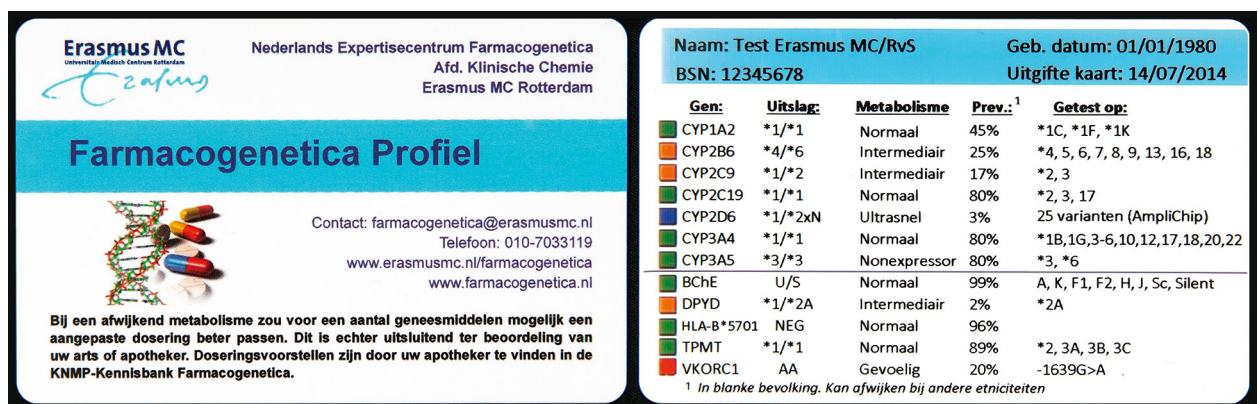 Erasmus MC
Universitair Medisch Centrum Rotterdam
Erasmus
Nederlands Expertisecentrum Farmacogenetica
Afd. Klinische Chemie
Erasmus MC Rotterdam
Farmacogenetica Profiel
Contact: farmacogenetica@erasmusmc.nl
Telefoon: 010-7033119
www.erasmusmc.nl/farmacogenetica
www.farmacogenetica.nl
Bij een afwijkend metabolisme zou voor een aantal geneesmiddelen mogelijk een
aangepaste dosering beter passen. Dit is echter uitsluitend ter beoordeling van
uw arts of apotheker. Doseringsvoorstellen zijn door uw apotheker te vinden in de
KNMP-Kennisbank Farmacogenetica.
Naam: Test Erasmus MC/RvS Geb. datum: 01/01/1980
BSN: 12345678 Uitgifte kaart: 14/07/2014
Gen: Uitslag: Metabolisme Prev.: 1 Getest op:
CYP1A2 *1/*1 Normaal 45% *1C, *1F, *1K
CYP2B6 *4/*6 Intermediair 25% *4, 5, 6, 7, 8, 9, 13, 16, 18
CYP2C9 *1/*2 Intermediair 17% *2, 3
CYP2C19 *1/*1 Normaal 80% *2, 3, 17
CYP2D6 *1/*2xN Ultrasnel 3% 25 varianten (AmpliChip)
CYP3A4 *1/*1 Normaal 80% *1B,1G,3-6,10,12,17,18,20,22
CYP3A5 *3/*3 Nonexpressor 80% *3, *6
BChE U/S Normaal 99% A, K, F1, F2, H, J, Sc, Silent
DPYD *1/*2A Intermediair 2% *2A
HLA-B*5701 NEG Normaal 96%
TPMT *1/*1 Normaal 89% *2, 3A, 3B, 3C
VKORC1 AA Gevoelig 20% -1639G>A
1 In blanke bevolking. Kan afwijken bij andere etniciteiten